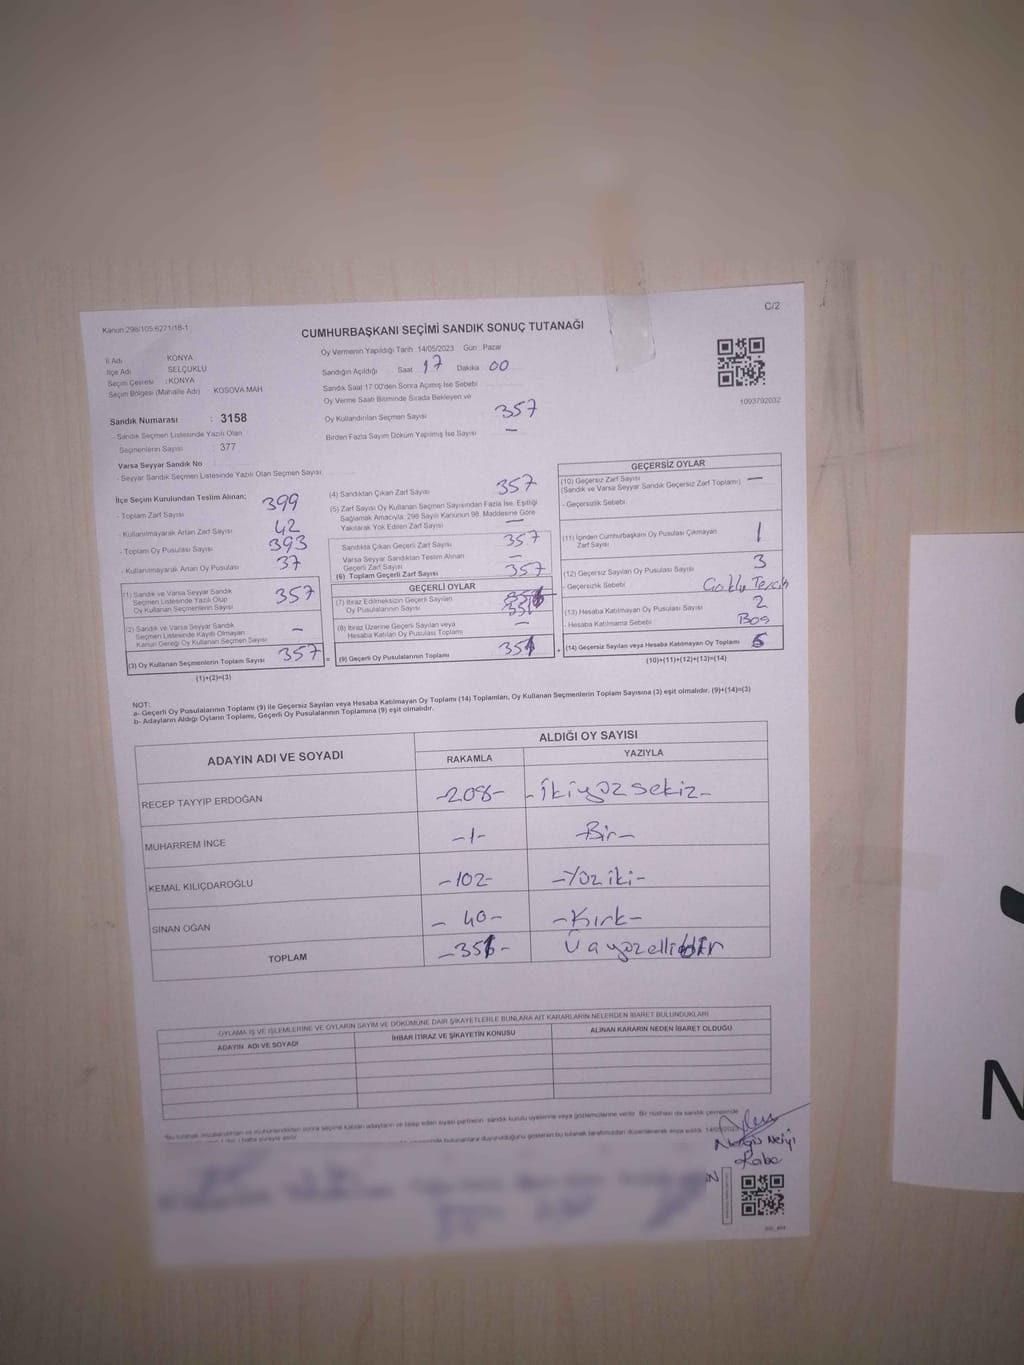 C/2
Kanun:298/105,6271/18-1
CUMHURBAŞKANI SEÇİMİ SANDIK SONUÇ TUTANAĞI
İl Adı KONYA
İlçe Adı SELÇUKLU
Seçim Çevresi :KONYA
Seçim Bölgesi (Mahalle Adı) KOSOVA MAH
Sandık Numarası : 3158
- Sandık Seçmen Listesinde Yazılı Olan
Seçmenlerin Sayısı : 377
Varsa Seyyar Sandık No
- Seyyar Sandık Seçmen Listesinde Yazılı Olan Seçmen Sayısı
Oy Vermenin Yapıldığı Tarih 14/05/2023 Gün : Pazar
Sandığın Açıldığı Saat 17 Dakika 00
Sandık Saat 17:00'den Sonra Açılmış İse Sebebi
Oy Verme Saati Bitiminde Sırada Bekleyen ve
Oy Kullandırılan Seçmen Sayısı 357
Birden Fazla Sayım Döküm Yapılmış İse Sayısı –
1093792032
İlçe Seçim Kurulundan Teslim Alınan;
- Toplam Zarf Sayısı 399
- Kullanılmayarak Artan Zarf Sayısı 42
- Toplam Oy Pusulası Sayısı 393
- Kullanılmayarak Artan Oy Pusulası 37
(1) Sandık ve Varsa Seyyar Sandık
Seçmen Listesinde Yazılı Olup
Oy Kullanan Seçmenlerin Sayısı 357
(2) Sandık ve Varsa Seyyar Sandık
Seçmen Listesinde Kayıtlı Olmayan
Kanun Gereği Oy Kullanan Seçmen Sayısı –
(3) Oy Kullanan Seçmenlerin Toplam Sayısı 357
(1)+(2)=(3)
(4) Sandıktan Çıkan Zarf Sayısı 357
(5) Zarf Sayısı Oy Kullanan Seçmen Sayısından Fazla İse, Eşitliği
Sağlamak Amacıyla, 298 Sayılı Kanunun 98. Maddesine Göre
Yakılarak Yok Edilen Zarf Sayısı –
Sandıkta Çıkan Geçerli Zarf Sayısı 357
Varsa Seyyar Sandıktan Teslim Alınan
Geçerli Zarf Sayısı –
(6) Toplam Geçerli Zarf Sayısı 357
GEÇERLİ OYLAR
(7) İtiraz Edilmeksizin Geçerli Sayılan
Oy Pusulalarının Sayısı
(8) İtiraz Üzerine Geçerli Sayılan veya
Hesaba Katılan Oy Pusulası Toplamı –
(9) Geçerli Oy Pusulalarının Toplamı 351
GEÇERSİZ OYLAR
(10) Geçersiz Zarf Sayısı
(Sandık ve Varsa Seyyar Sandık Geçersiz Zarf Toplamı) –
- Geçersizlik Sebebi
(11) İçinden Cumhurbaşkanı Oy Pusulası Çıkmayan
Zarf Sayısı 1
(12) Geçersiz Sayılan Oy Pusulası Sayısı 3
- Geçersizlik Sebebi Çoklu Tercih
(13) Hesaba Katılmayan Oy Pusulası Sayısı 2
- Hesaba Katılmama Sebebi Boş
(14) Geçersiz Sayılan veya Hesaba Katılmayan Oy Toplamı 6
(10)+(11)+(12)+(13)=(14)
NOT:
a- Geçerli Oy Pusulalarının Toplamı (9) ile Geçersiz Sayılan veya Hesaba Katılmayan Oy Toplamı (14) Toplamları, Oy Kullanan Seçmenlerin Toplam Sayısına (3) eşit olmalıdır. (9)+(14)=(3)
b- Adayların Aldığı Oyların Toplamı, Geçerli Oy Pusulalarının Toplamına (9) eşit olmalıdır.
ADAYIN ADI VE SOYADI
ALDIĞI OY SAYISI
RAKAMLA YAZIYLA
RECEP TAYYİP ERDOĞAN -208- -İkiyüzsekiz-
MUHARREM İNCE -1- -Bir-
KEMAL KILIÇDAROĞLU -102- -Yüziki-
SİNAN OĞAN -40- -Kırk-
TOPLAM -351- Üçyüzellibir
OYLAMA İŞ VE İŞLEMLERİNE VE OYLARIN SAYIM VE DÖKÜMÜNE DAİR ŞİKAYETLERLE BUNLARA AİT KARARLARIN NELERDEN İBARET BULUNDUKLARI
ADAYIN ADI VE SOYADI İHBAR İTİRAZ VE ŞİKAYETİN KONUSU ALINAN KARARIN NEDEN İBARET OLDUĞU
N